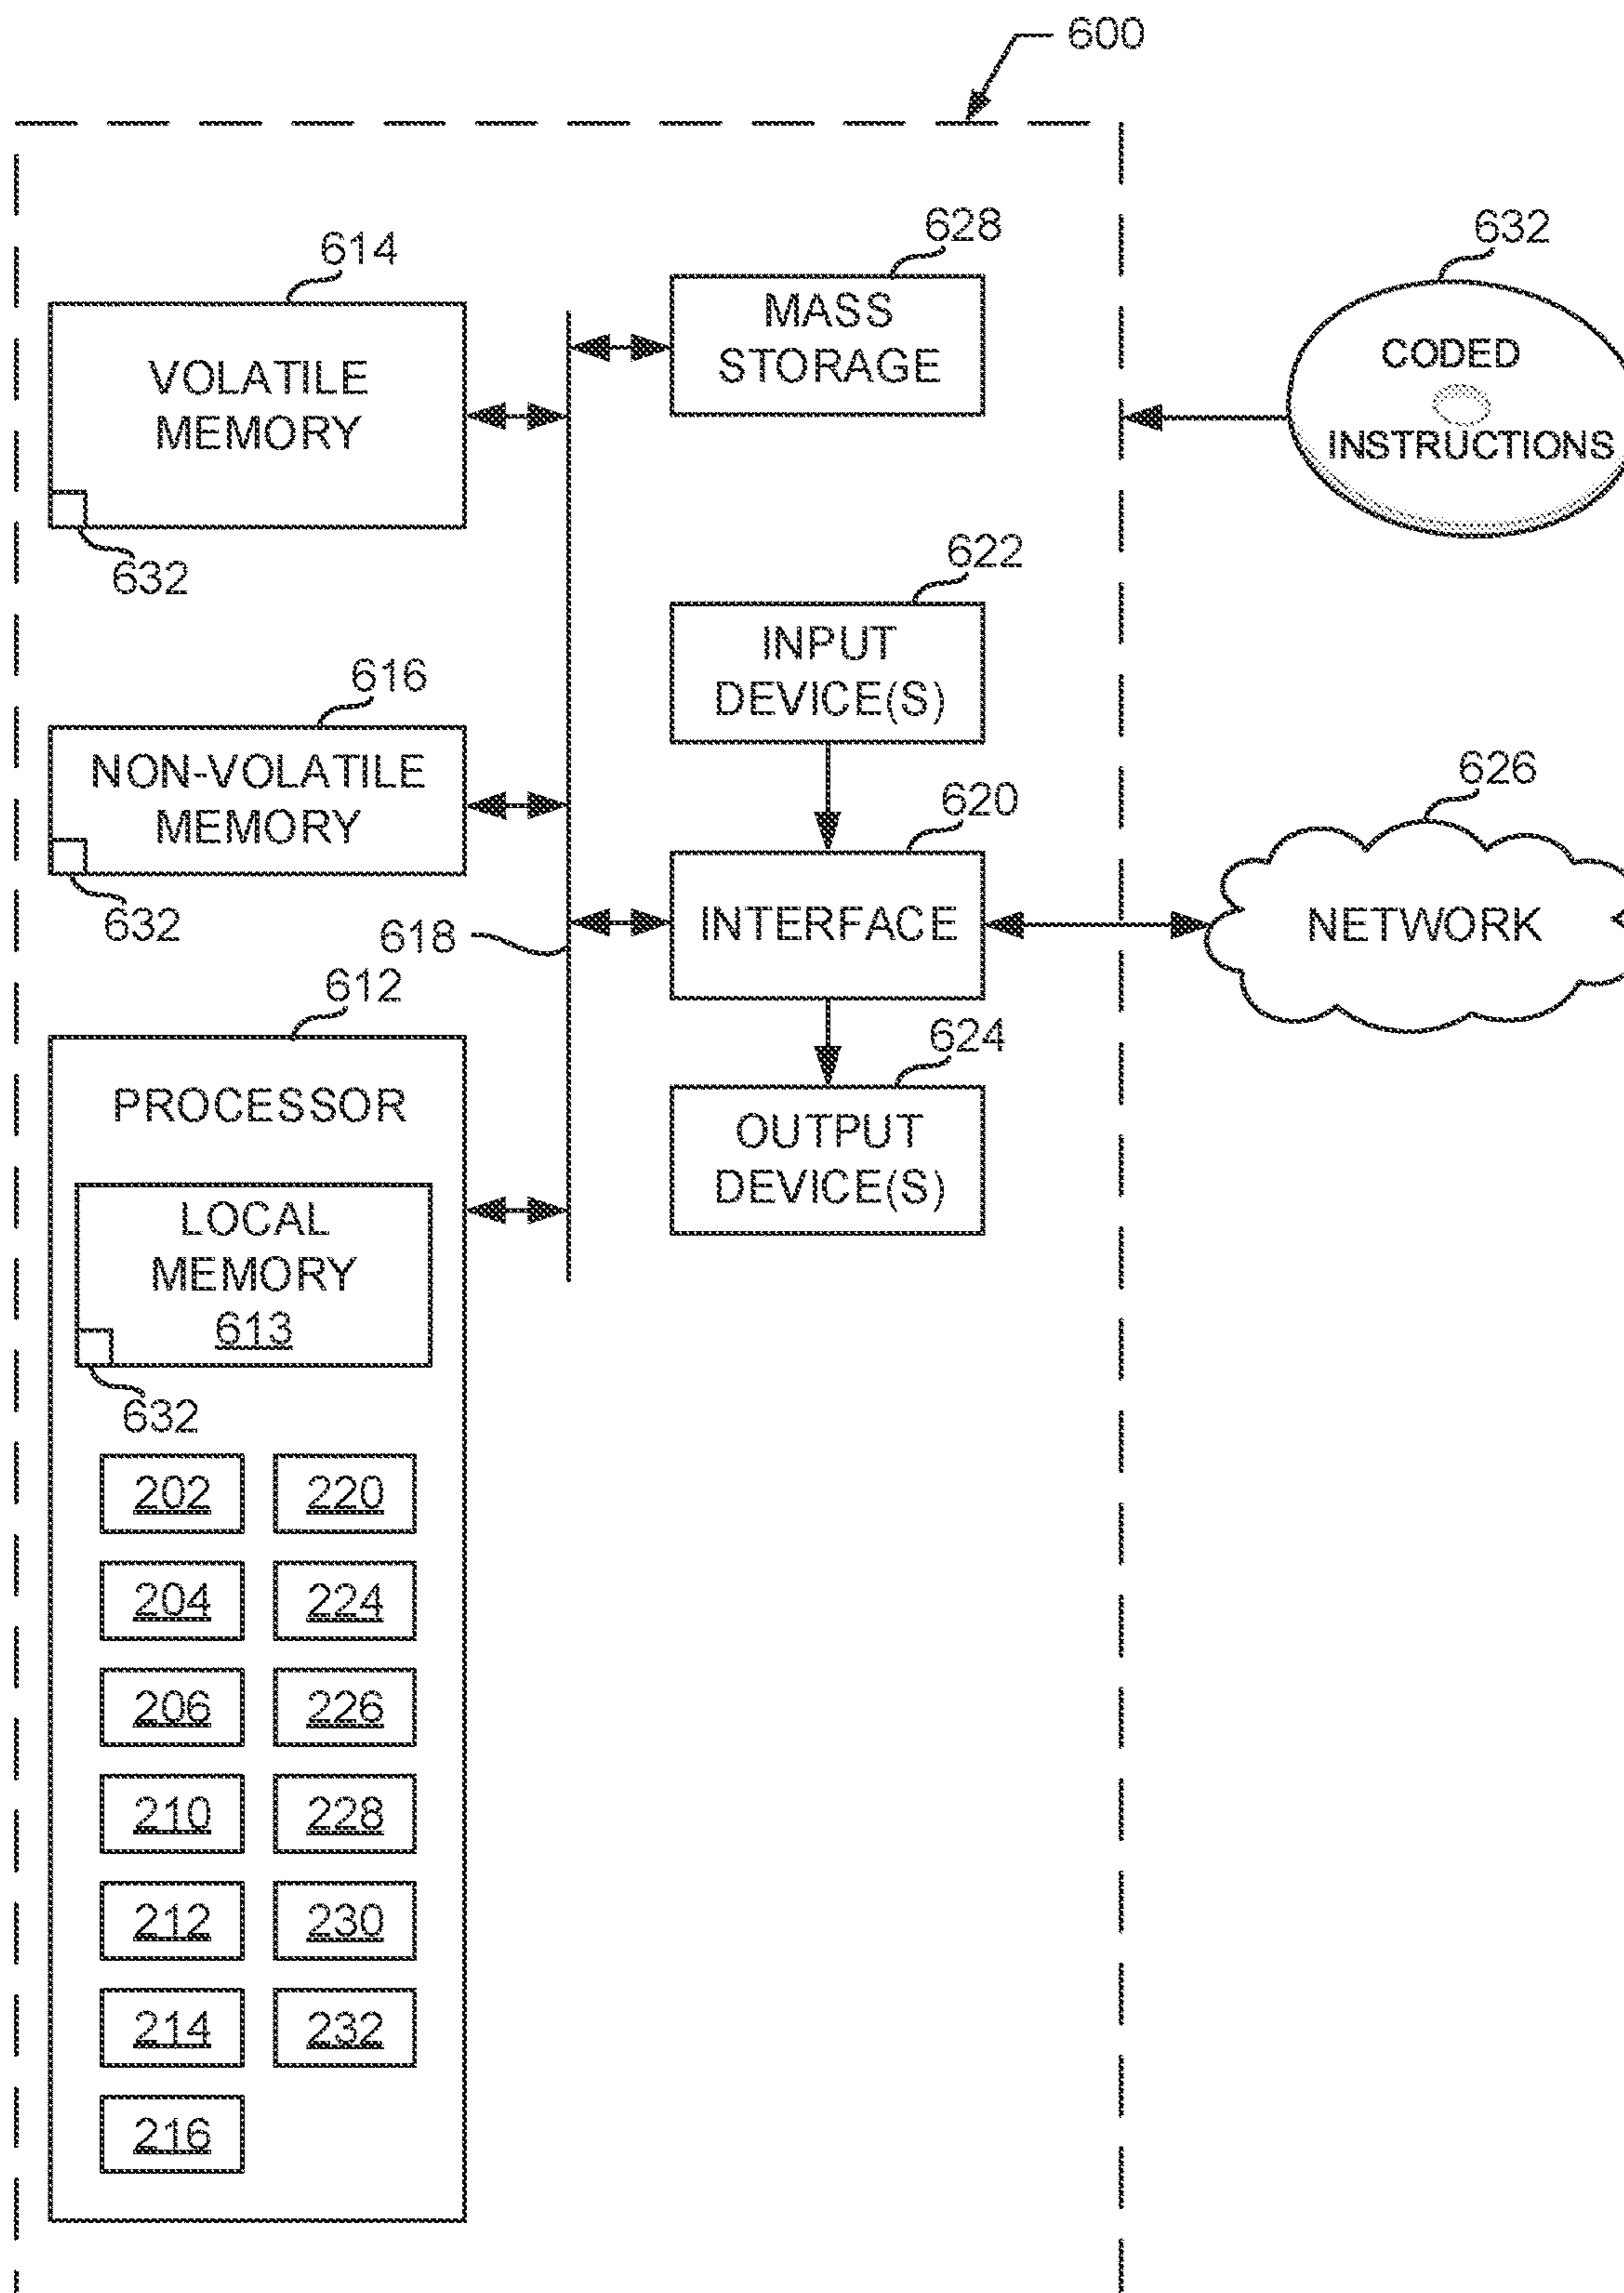 600
614
VOLATILE
MEMORY
632
628
MASS
STORAGE
632
CODED
INSTRUCTIONS
622
INPUT
DEVICE(S)
616
NON-VOLATILE
MEMORY
632
620
INTERFACE
626
NETWORK
618
612
PROCESSOR
LOCAL
MEMORY
613
632
624
OUTPUT
DEVICE(S)
202
220
204
224
206
226
210
228
212
230
214
232
216